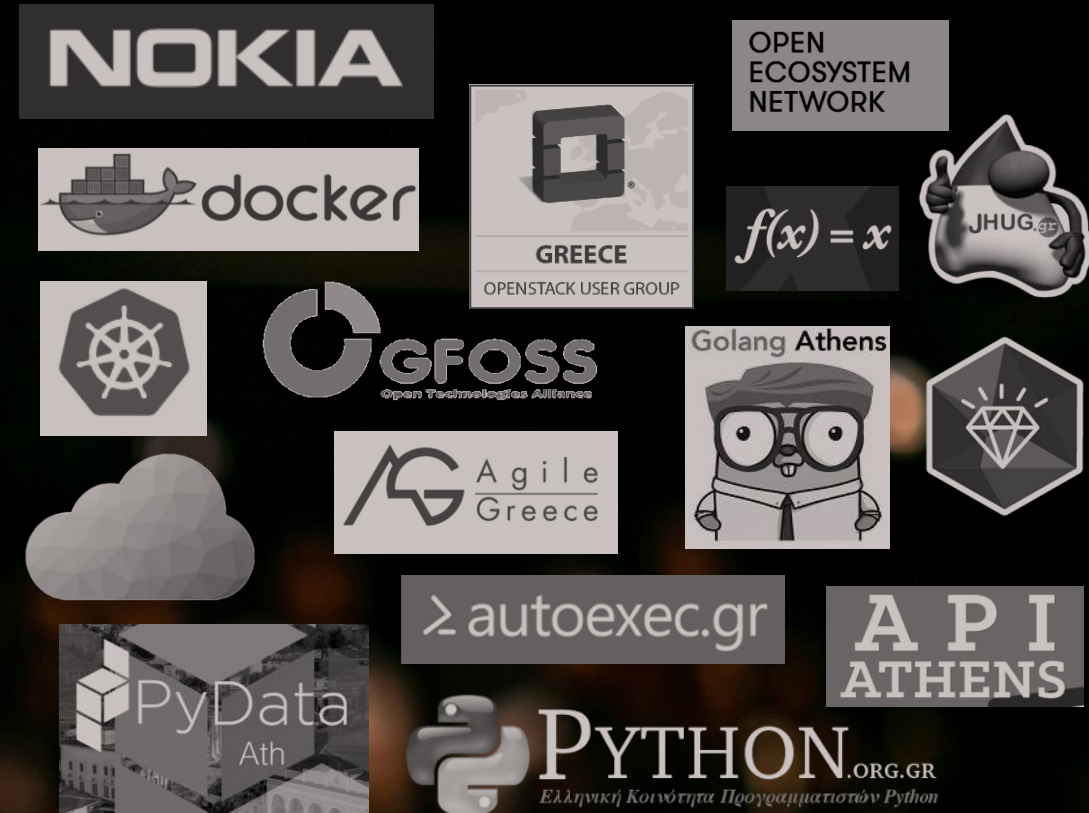 NOKIA
OPEN
ECOSYSTEM
NETWORK
docker
®
GREECE
OPENSTACK USER GROUP
f(x) = x
JHUG.gr
GFOSS
Open Technologies Alliance
Golang Athens
Agile
Greece
autoexec.gr
API
ATHENS
PyData
Ath
PYTHON.ORG.GR
Ελληνική Κοινότητα Προγραμματιστών Python